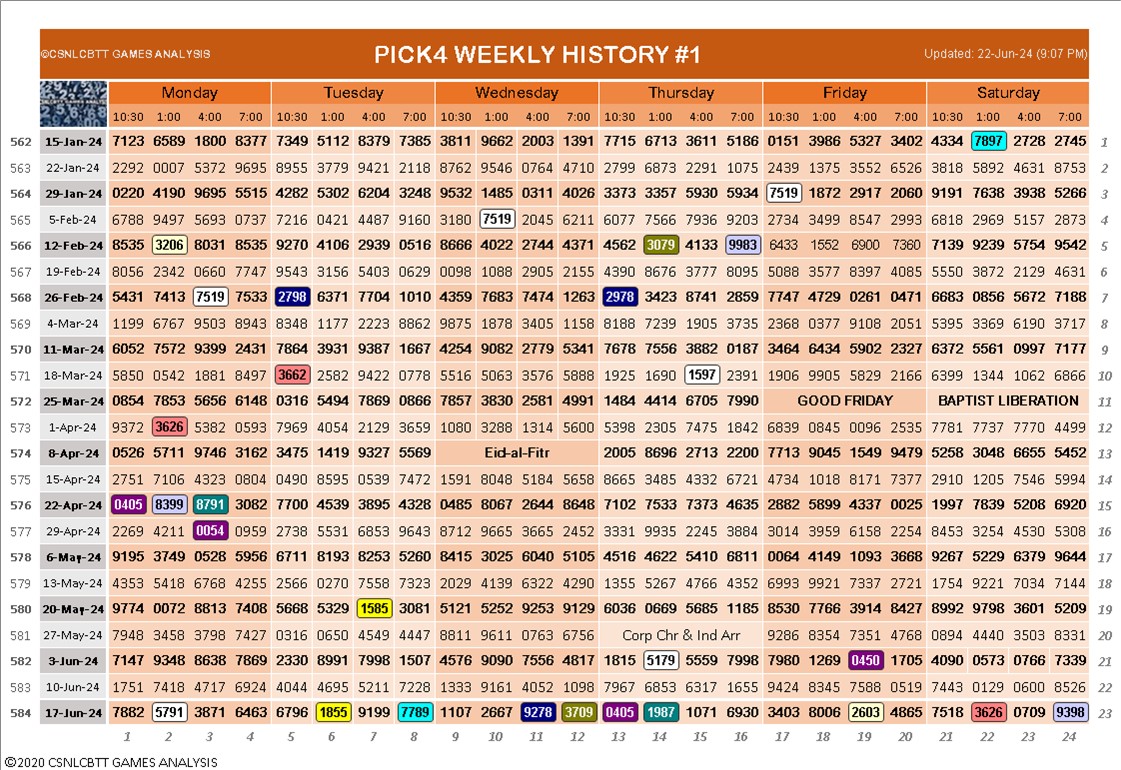 ©CSNLCBTT GAMES ANALYSIS PICK4 WEEKLY HISTORY #1 Updated: 22-Jun-24 (9:07 PM)
Monday Tuesday Wednesday Thursday Friday Saturday
10:30 1:00 4:00 7:00 10:30 1:00 4:00 7:00 10:30 1:00 4:00 7:00 10:30 1:00 4:00 7:00 10:30 1:00 4:00 7:00 10:30 1:00 4:00 7:00
562 15-Jan-24 7123 6589 1800 8377 7349 5112 8379 7385 3811 9662 2003 1391 7715 6713 3611 5186 0151 3986 5327 3402 4334 7897 2728 2745 1
563 22-Jan-24 2292 0007 5372 9695 8955 3779 9421 2118 8762 9546 0764 4710 2799 6873 2291 1075 2439 1375 3552 6526 3818 5892 4631 8753 2
564 29-Jan-24 0220 4190 9695 5515 4282 5302 6204 3248 9532 1485 0311 4026 3373 3357 5930 5934 7519 1872 2917 2060 9191 7638 3938 5266 3
565 5-Feb-24 6788 9497 5693 0737 7216 0421 4487 9160 3180 7519 2045 6211 6077 7566 7936 9203 2734 3499 8547 2993 6818 2969 5157 2873 4
566 12-Feb-24 8535 3206 8031 8535 9270 4106 2939 0516 8666 4022 2744 4371 4562 3079 4133 9983 6433 1552 6900 7360 7139 9239 5754 9542 5
567 19-Feb-24 8056 2342 0660 7747 9543 3156 5403 0629 0098 1088 2905 2155 4390 8676 3777 8095 5088 3577 8397 4085 5550 3872 2129 4631 6
568 26-Feb-24 5431 7413 7519 7533 2798 6371 7704 1010 4359 7683 7474 1263 2978 3423 8741 2859 7747 4729 0261 0471 6683 0856 5672 7188 7
569 4-Mar-24 1199 6767 9503 8943 8348 1177 2223 8862 9875 1878 3405 1158 8188 7239 1905 3735 2368 0377 9108 2051 5395 3369 6190 3717 8
570 11-Mar-24 6052 7572 9399 2431 7864 3931 9387 1667 4254 9082 2779 5341 7678 7556 3882 0187 3464 6434 5902 2327 6372 5561 0997 7177 9
571 18-Mar-24 5850 0542 1881 8497 3662 2582 9422 0778 5516 5063 3576 5888 1925 1690 1597 2391 1906 9905 5829 2166 6399 1344 1062 6866 10
572 25-Mar-24 0854 7853 5656 6148 0316 5494 7869 0866 7857 3830 2581 4991 1484 4414 6705 7990 GOOD FRIDAY BAPTIST LIBERATION 11
573 1-Apr-24 9372 3626 5382 0593 7969 4054 2129 3659 1080 3288 1314 5600 5398 2305 7475 1842 6839 0845 0096 2535 7781 7737 7770 4499 12
574 8-Apr-24 0526 5711 9746 3162 3475 1419 9327 5569 Eid-al-Fitr 2005 8696 2713 2200 7713 9045 1549 9479 5258 3048 6655 5452 13
575 15-Apr-24 2751 7106 4323 0804 0490 8595 0539 7472 1591 8048 5184 5658 8665 3485 4332 6721 4734 1018 8171 7377 2910 1205 7546 5994 14
576 22-Apr-24 0405 8399 8791 3082 7700 4539 3895 4328 0485 8067 2644 8648 7102 7533 7373 4635 2882 5899 4337 0025 1997 7839 5208 6920 15
577 29-Apr-24 2269 4211 0054 0959 2738 5531 6853 9643 8712 9665 3665 2452 3331 9935 2245 3884 3014 3959 6158 2254 8453 3254 4530 5308 16
578 6-May-24 9195 3749 0528 5956 6711 8193 8253 5260 8415 3025 6040 5105 4516 4622 5410 6811 0064 4149 1093 3668 9267 5229 6379 9644 17
579 13-May-24 4353 5418 6768 4255 2566 0270 7558 7323 2029 4139 6322 4290 1355 5267 4766 4352 6993 9921 7337 2721 1754 9221 7034 7144 18
580 20-May-24 9774 0072 8813 7408 5668 5329 1585 3081 5121 5252 9253 9129 6036 0669 5685 1185 8530 7766 3914 8427 8992 9798 3601 5209 19
581 27-May-24 7948 3458 3798 7427 0316 0650 4549 4447 8811 9611 0763 6756 Corp Chr & Ind Arr 9286 8354 7351 4768 0894 4440 3503 8331 20
582 3-Jun-24 7147 9348 8638 7869 2330 8991 7998 1507 4576 9090 7556 4817 1815 5179 5559 7998 7980 1269 0450 1705 4090 0573 0766 7339 21
583 10-Jun-24 1751 7418 4717 6924 4044 4695 5211 7228 1333 9161 4052 1098 7967 6853 6317 1655 9424 8345 7588 0519 7443 0129 0600 8526 22
584 17-Jun-24 7882 5791 3871 6463 6796 1855 9199 7789 1107 2667 9278 3709 0405 1987 1071 6930 3403 8006 2603 4865 7518 3626 0709 9398 23
1 2 3 4 5 6 7 8 9 10 11 12 13 14 15 16 17 18 19 20 21 22 23 24
©2020 CSNLCBTT GAMES ANALYSIS